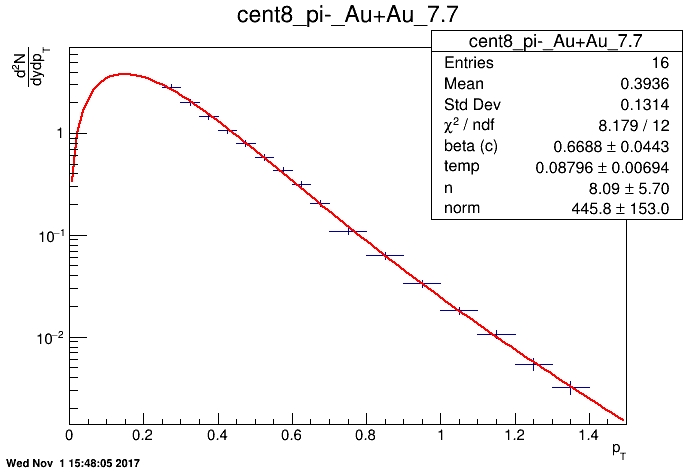 cent8_pi-_Au+Au_7.7
d²N
dydp_T
cent8_pi-_Au+Au_7.7
Entries 16
Mean 0.3936
Std Dev 0.1314
χ² / ndf 8.179 / 12
beta (c) 0.6688 ± 0.0443
temp 0.08796 ± 0.00694
n 8.09 ± 5.70
norm 445.8 ± 153.0
1
10⁻¹
10⁻²
0 0.2 0.4 0.6 0.8 1 1.2 1.4
p_T
Wed Nov 1 15:48:05 2017